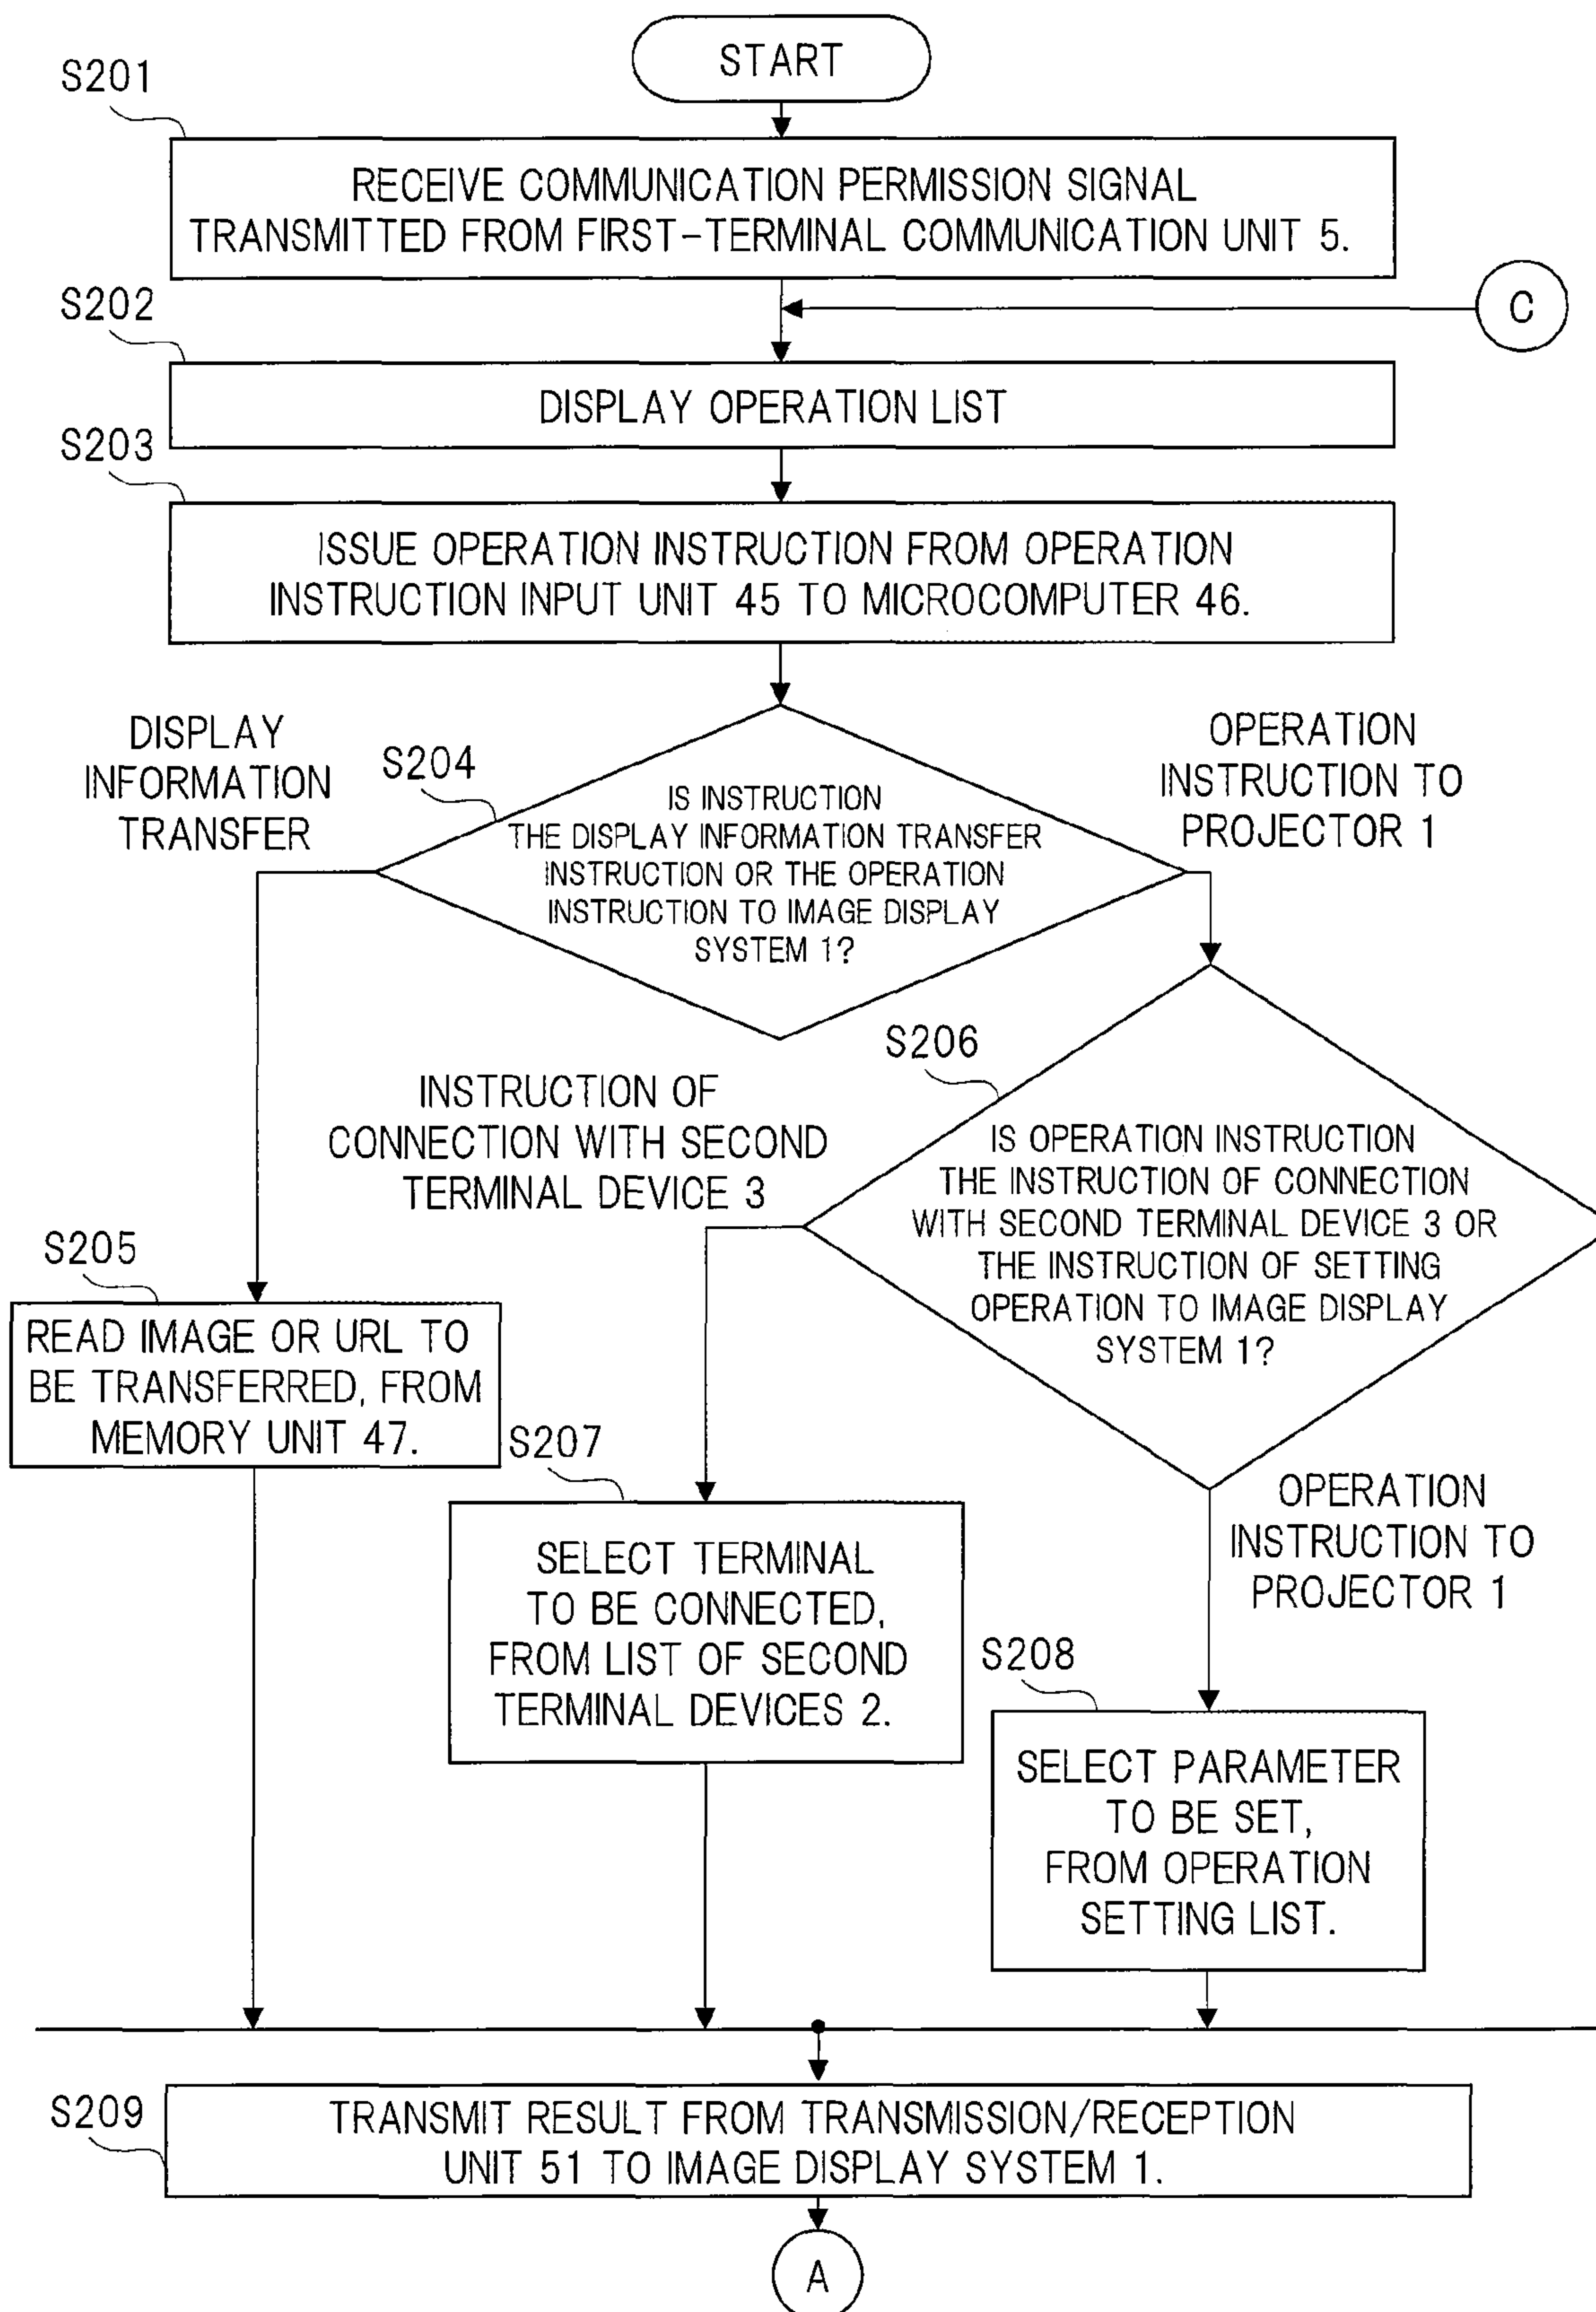 START
S201
RECEIVE COMMUNICATION PERMISSION SIGNAL
TRANSMITTED FROM FIRST-TERMINAL COMMUNICATION UNIT 5.
C
S202
DISPLAY OPERATION LIST
S203
ISSUE OPERATION INSTRUCTION FROM OPERATION
INSTRUCTION INPUT UNIT 45 TO MICROCOMPUTER 46.
DISPLAY
INFORMATION
TRANSFER
S204
IS INSTRUCTION
THE DISPLAY INFORMATION TRANSFER
INSTRUCTION OR THE OPERATION
INSTRUCTION TO IMAGE DISPLAY
SYSTEM 1?
OPERATION
INSTRUCTION TO
PROJECTOR 1
S206
IS OPERATION INSTRUCTION
THE INSTRUCTION OF CONNECTION
WITH SECOND TERMINAL DEVICE 3 OR
THE INSTRUCTION OF SETTING
OPERATION TO IMAGE DISPLAY
SYSTEM 1?
INSTRUCTION OF
CONNECTION WITH SECOND
TERMINAL DEVICE 3
S205
READ IMAGE OR URL TO
BE TRANSFERRED, FROM
MEMORY UNIT 47.
S207
SELECT TERMINAL
TO BE CONNECTED,
FROM LIST OF SECOND
TERMINAL DEVICES 2.
OPERATION
INSTRUCTION TO
PROJECTOR 1
S208
SELECT PARAMETER
TO BE SET,
FROM OPERATION
SETTING LIST.
S209
TRANSMIT RESULT FROM TRANSMISSION/RECEPTION
UNIT 51 TO IMAGE DISPLAY SYSTEM 1.
A